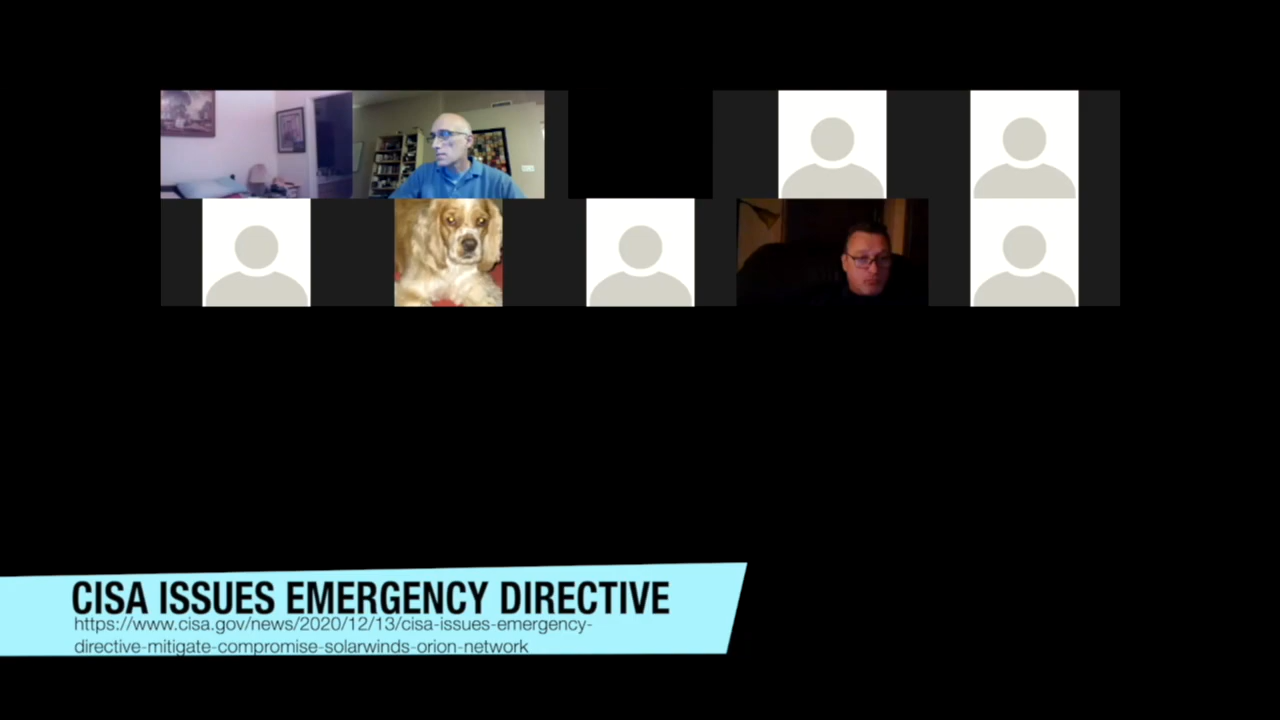 CISA ISSUES EMERGENCY DIRECTIVE
https://www.cisa.gov/news/2020/12/13/cisa-issues-emergency-
directive-mitigate-compromise-solarwinds-orion-network